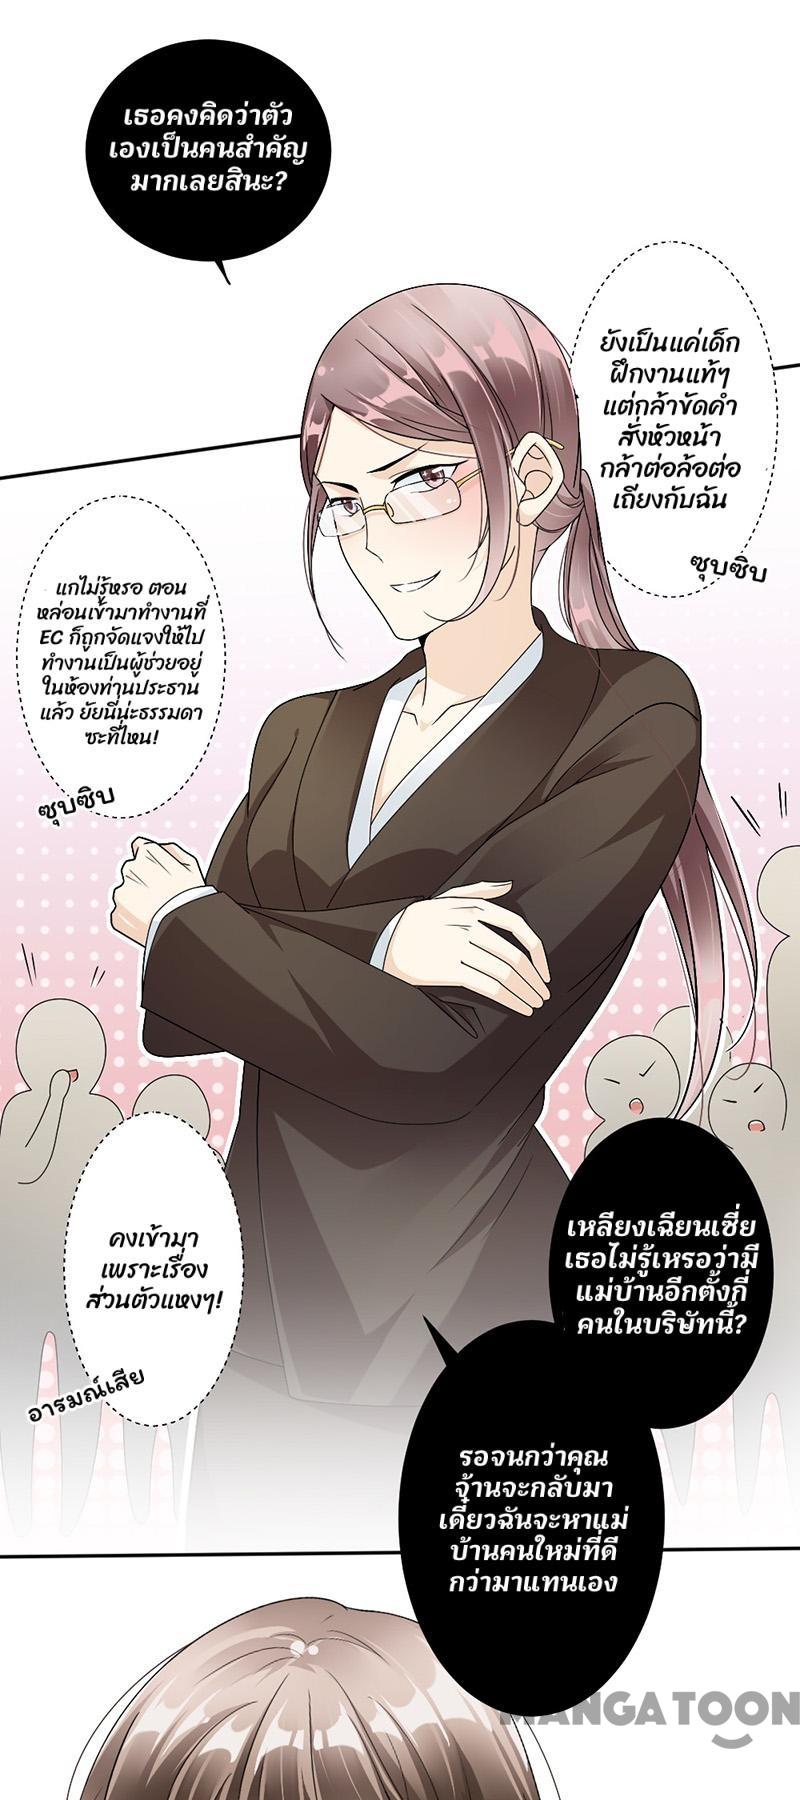 เธอคงคิดว่าตัว
เองเป็นคนสำคัญ
มากเลยสินะ?
ยังเป็นแค่เด็ก
ฝึกงานแท้ๆ
แต่กล้าขัดคำ
สั่งหัวหน้า
กล้าต่อล้อต่อ
เถียงกับฉัน
ซุบซิบ
แกไม่รู้หรอ ตอน
หล่อนเข้ามาทำงานที่
EC ก็ถูกจัดแจงให้ไป
ทำงานเป็นผู้ช่วยอยู่
ในห้องท่านประธาน
แล้ว ยัยนี่น่ะธรรมดา
ซะที่ไหน!
ซุบซิบ
คงเข้ามา
เพราะเรื่อง
ส่วนตัวแหงๆ!
อารมณ์เสีย
เหลียงเฉียนเซี่ย
เธอไม่รู้เหรอว่ามี
แม่บ้านอีกตั้งกี่
คนในบริษัทนี้?
รอจนกว่าคุณ
จ้านจะกลับมา
เดี๋ยวฉันจะหาแม่
บ้านคนใหม่ที่ดี
กว่ามาแทนเอง
MANGATOON